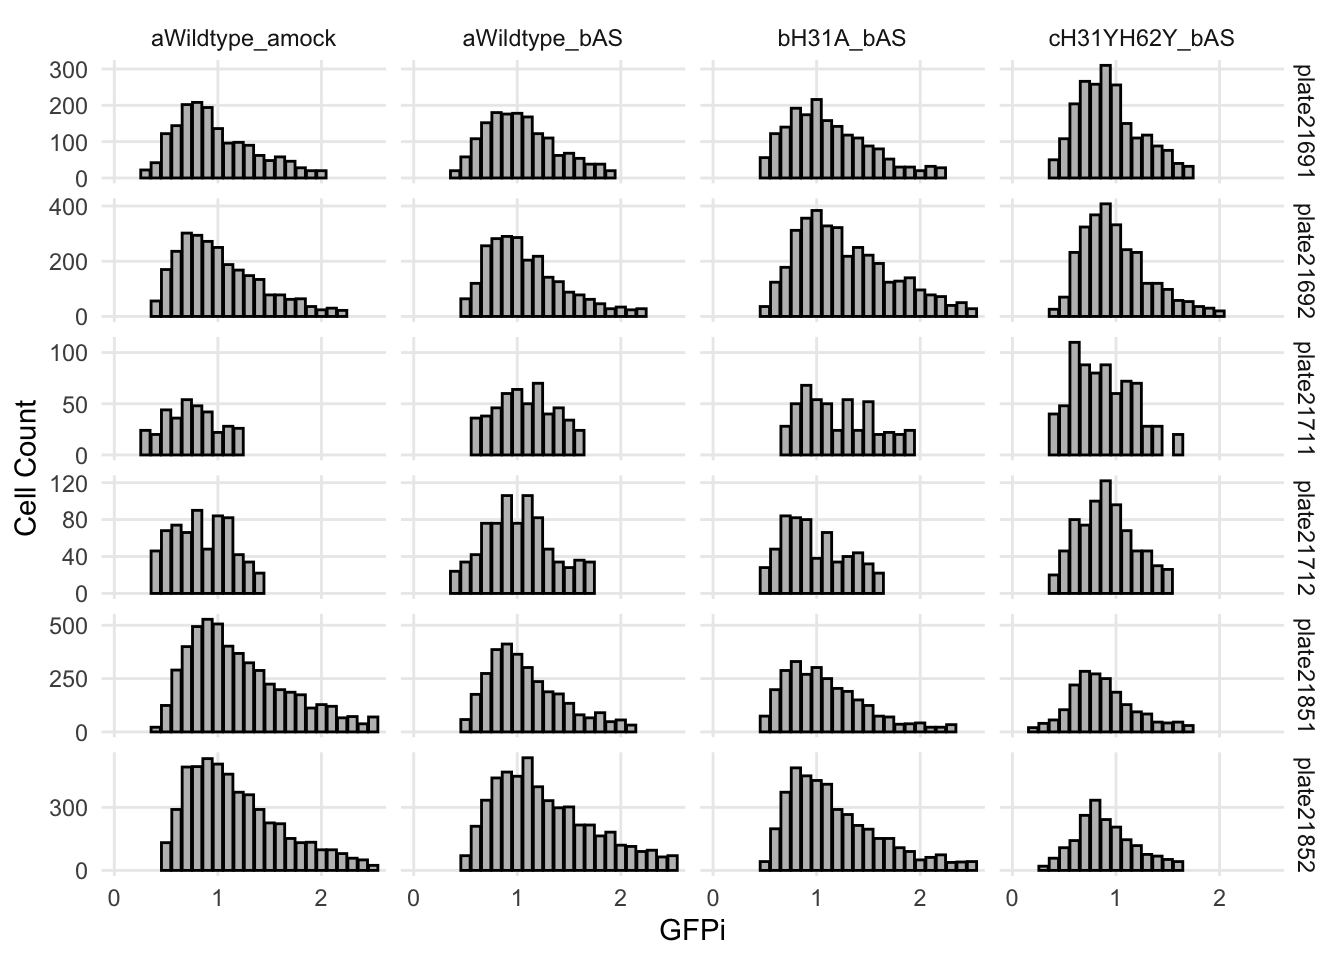 aWildtype_amock aWildtype_bAS bH31A_bAS cH31YH62Y_bAS
300
200
100
0
plate21691
400
200
0
plate21692
100
50
0
plate21711
120
80
40
0
plate21712
500
250
0
plate21851
300
0
plate21852
0 1 2 0 1 2 0 1 2 0 1 2
GFPi
Cell Count